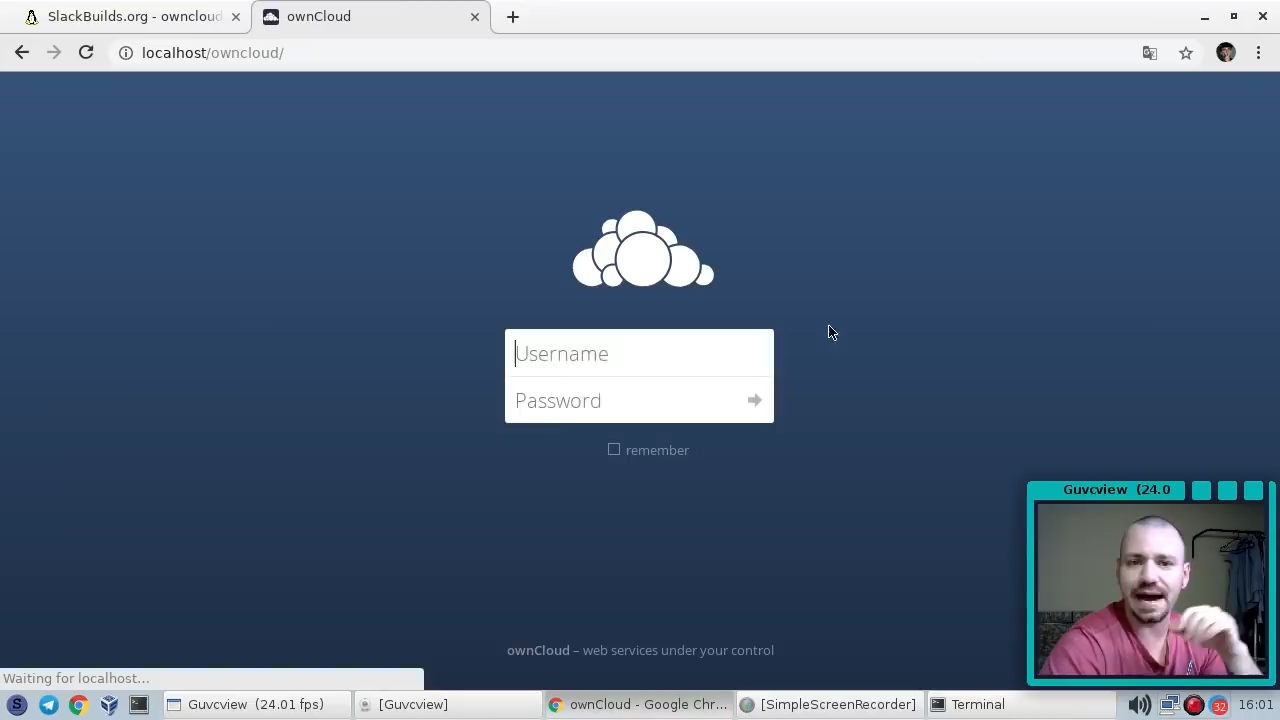 SlackBuilds.org - owncloud
ownCloud
localhost/owncloud/
Username
Password
remember
ownCloud – web services under your control
Guvcview (24.0
Waiting for localhost...
Guvcview (24.01 fps)
[Guvcview]
ownCloud - Google Chr...
[SimpleScreenRecorder]
Terminal
32
16:01